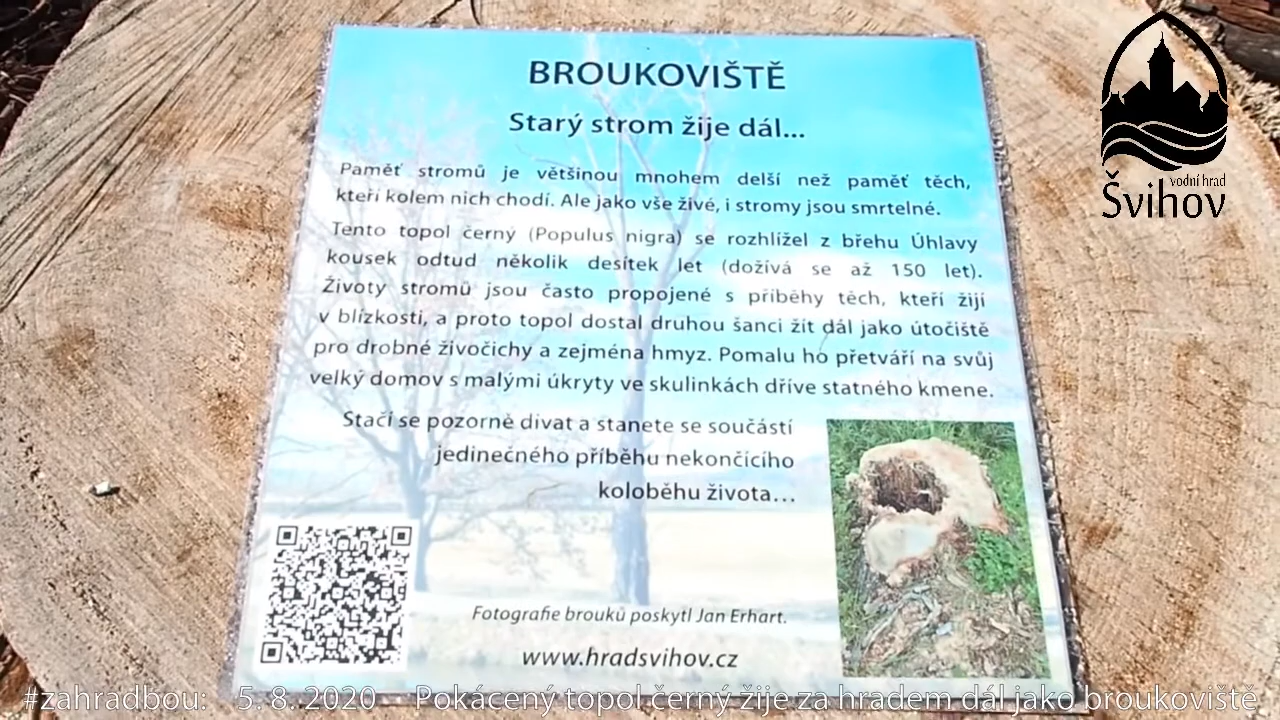 BROUKOVIŠTĚ
Starý strom žije dál...
Paměť stromů je většinou mnohem delší než paměť těch,
kteří kolem nich chodí. Ale jako vše živé, i stromy jsou smrtelné.
Tento topol černý (Populus nigra) se rozhlížel z břehu Úhlavy
kousek odtud několik desítek let (dožívá se až 150 let).
Životy stromů jsou často propojené s příběhy těch, kteří žijí
v blízkosti, a proto topol dostal druhou šanci žít dál jako útočiště
pro drobné živočichy a zejména hmyz. Pomalu ho přetváří na svůj
velký domov s malými úkryty ve skulinkách dříve statného kmene.
Stačí se pozorně dívat a stanete se součástí
jedinečného příběhu nekončícího
koloběhu života...
Fotografie brouků poskytl Jan Erhart.
www.hradsvihov.cz
vodní hrad
Švihov
#zahradbou: 5. 8. 2020 Pokácený topol černý žije za hradem dál jako broukoviště